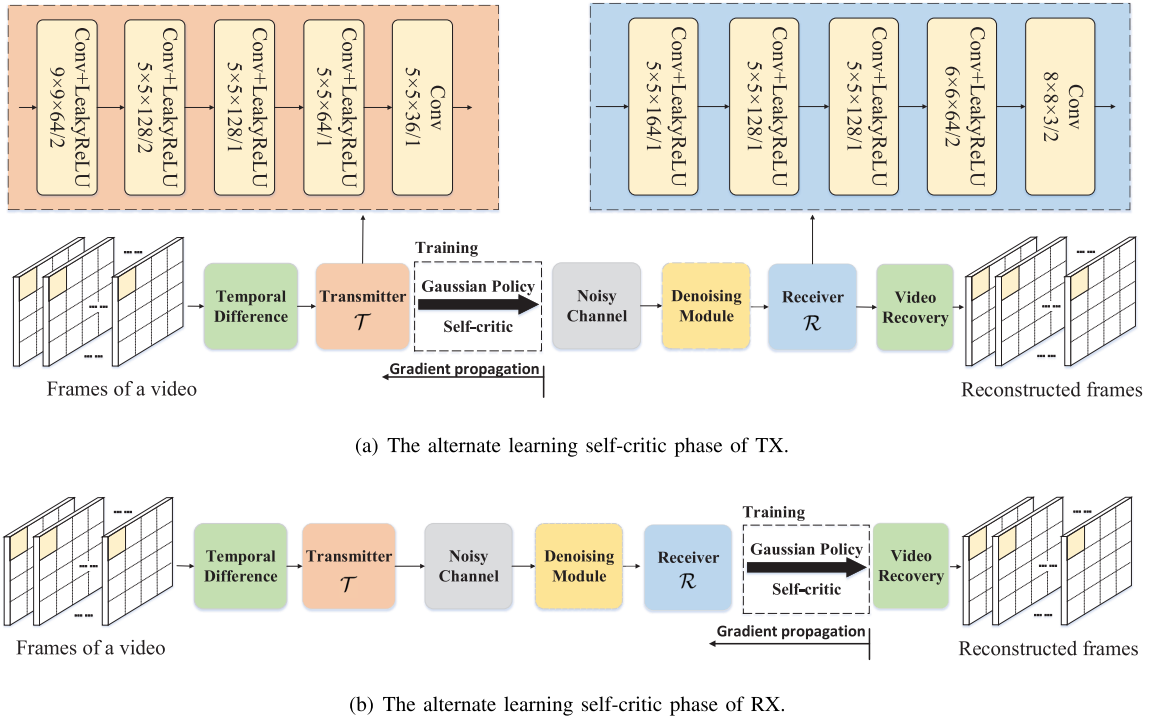 Conv+LeakyReLU
9×9×64/2
Conv+LeakyReLU
5×5×128/2
Conv+LeakyReLU
5×5×128/1
Conv+LeakyReLU
5×5×64/1
Conv
5×5×36/1
Conv+LeakyReLU
5×5×164/1
Conv+LeakyReLU
5×5×128/1
Conv+LeakyReLU
5×5×128/1
Conv+LeakyReLU
6×6×64/2
Conv
8×8×3/2
Frames of a video
Temporal
Difference
Transmitter
𝒯
Training
Gaussian Policy
Self-critic
Gradient propagation
Noisy
Channel
Denoising
Module
Receiver
ℛ
Video
Recovery
Reconstructed frames
(a) The alternate learning self-critic phase of TX.
Frames of a video
Temporal
Difference
Transmitter
𝒯
Noisy
Channel
Denoising
Module
Receiver
ℛ
Training
Gaussian Policy
Self-critic
Gradient propagation
Video
Recovery
Reconstructed frames
(b) The alternate learning self-critic phase of RX.